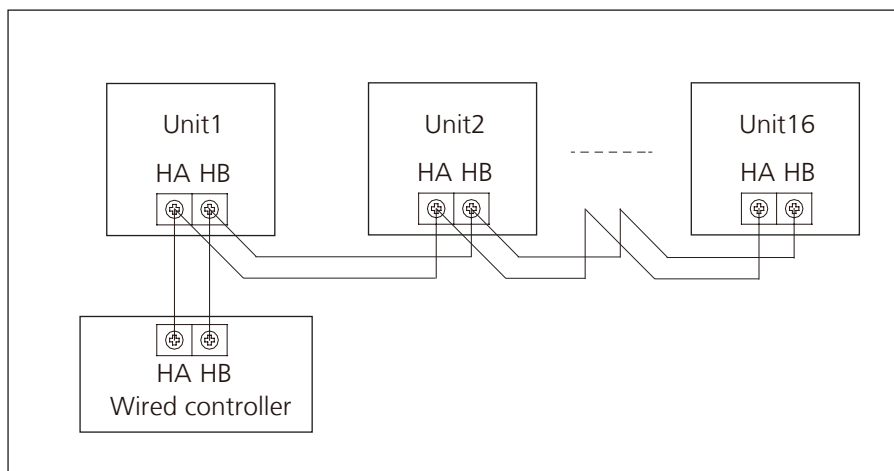 Unit1
HA HB
Unit2
HA HB
Unit16
HA HB
HA HB
Wired controller